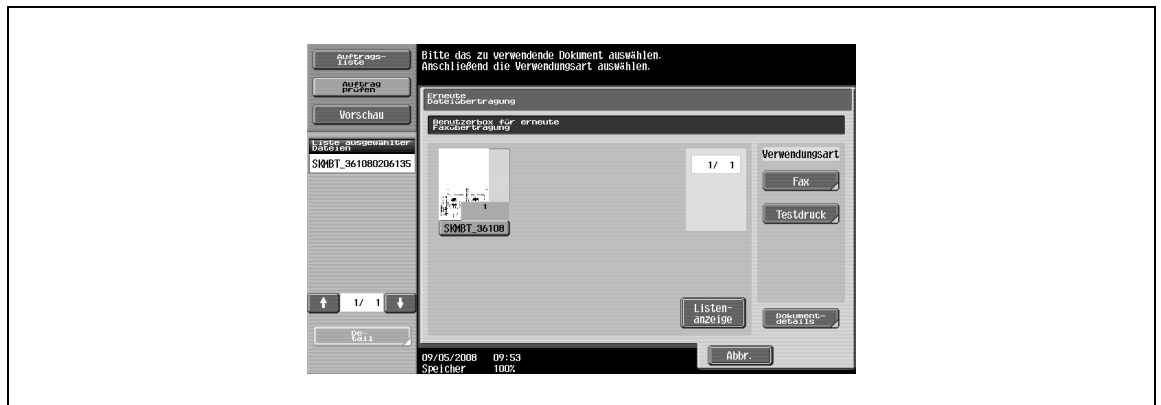 Auftrags-
liste
Auftrag
prüfen
Vorschau
Liste ausgewählter
Dateien
SKMBT_361080206135
1/ 1
De-
tail
Bitte das zu verwendende Dokument auswählen.
Anschließend die Verwendungsart auswählen.
Erneute
Dateiübertragung
Benutzerbox für erneute
Faxübertragung
1
SKMBT_36108
1/ 1
Listen-
anzeige
Verwendungsart
Fax
Testdruck
Dokument-
details
Abbr.
09/05/2008 09:53
Speicher 100%